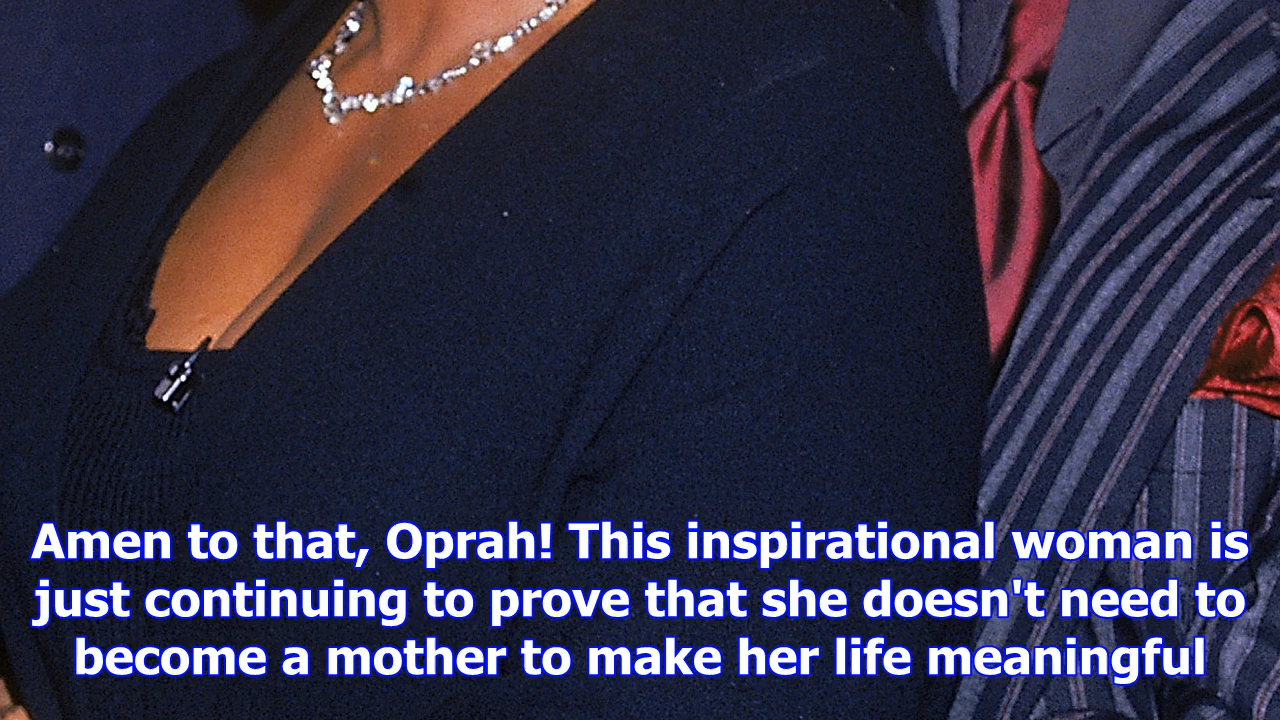 Amen to that, Oprah! This inspirational woman is
just continuing to prove that she doesn't need to
become a mother to make her life meaningful